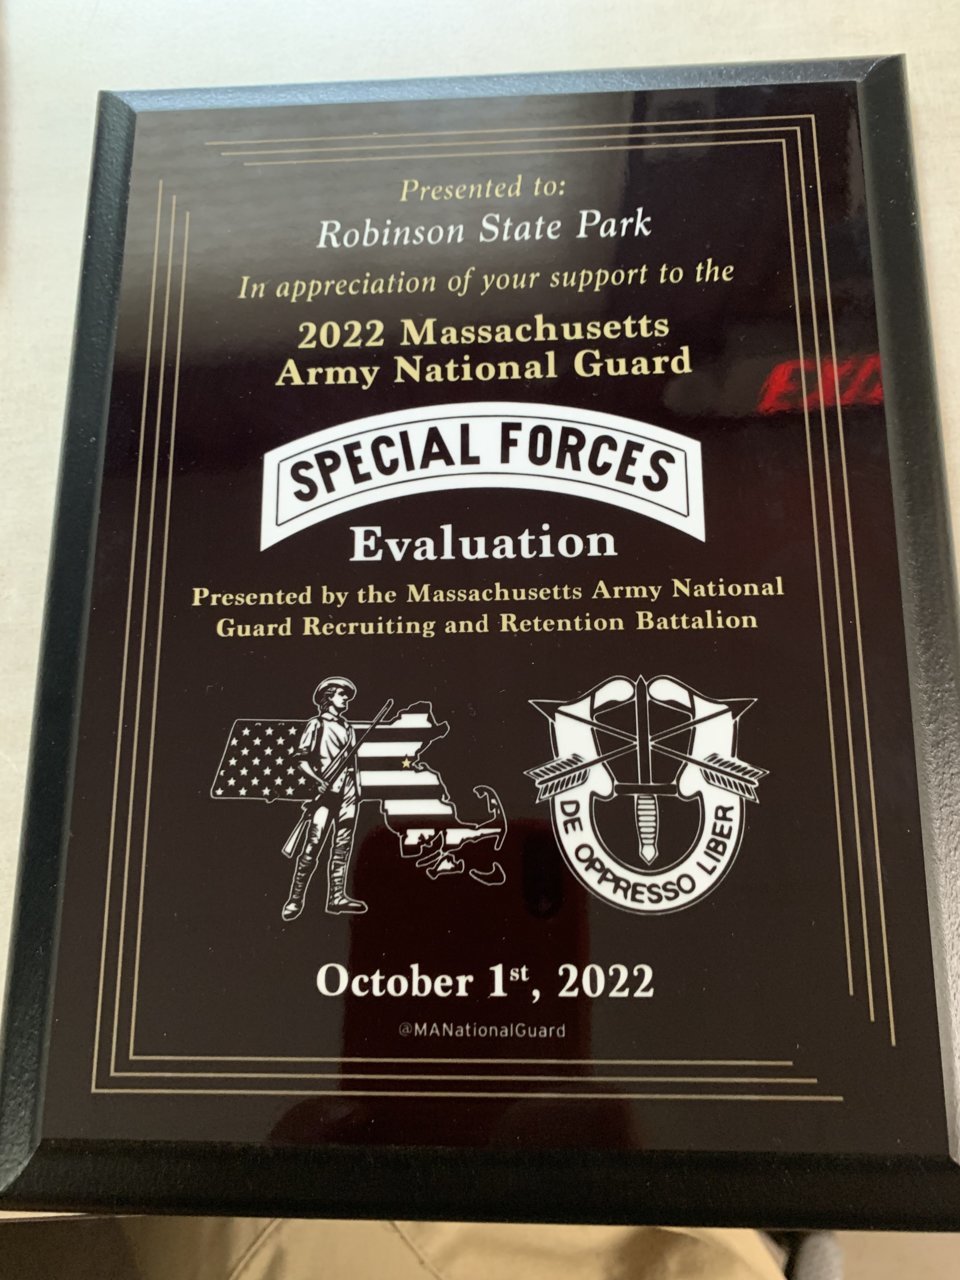 Presented to:
Robinson State Park
In appreciation of your support to the
2022 Massachusetts
Army National Guard
SPECIAL FORCES
Evaluation
Presented by the Massachusetts Army National
Guard Recruiting and Retention Battalion
DE OPPRESSO LIBER
October 1st, 2022
@MANationalGuard